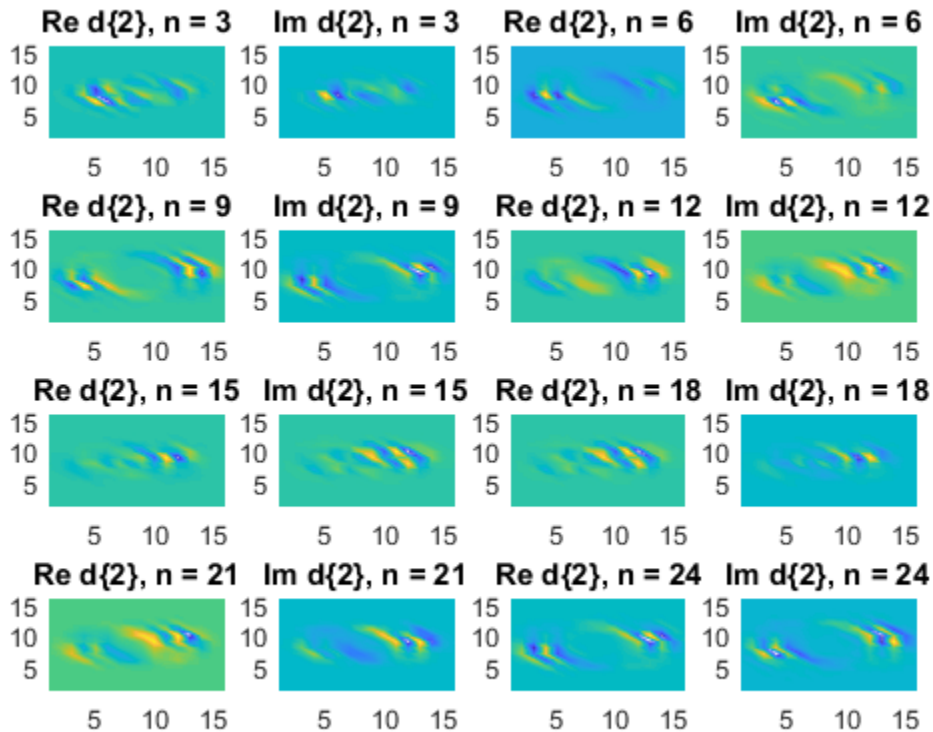 Re d{2}, n = 3 Im d{2}, n = 3 Re d{2}, n = 6 Im d{2}, n = 6
15 15 15 15
10 10 10 10
5 5 5 5
5 10 15 5 10 15 5 10 15 5 10 15
Re d{2}, n = 9 Im d{2}, n = 9 Re d{2}, n = 12 Im d{2}, n = 12
15 15 15 15
10 10 10 10
5 5 5 5
5 10 15 5 10 15 5 10 15 5 10 15
Re d{2}, n = 15 Im d{2}, n = 15 Re d{2}, n = 18 Im d{2}, n = 18
15 15 15 15
10 10 10 10
5 5 5 5
5 10 15 5 10 15 5 10 15 5 10 15
Re d{2}, n = 21 Im d{2}, n = 21 Re d{2}, n = 24 Im d{2}, n = 24
15 15 15 15
10 10 10 10
5 5 5 5
5 10 15 5 10 15 5 10 15 5 10 15